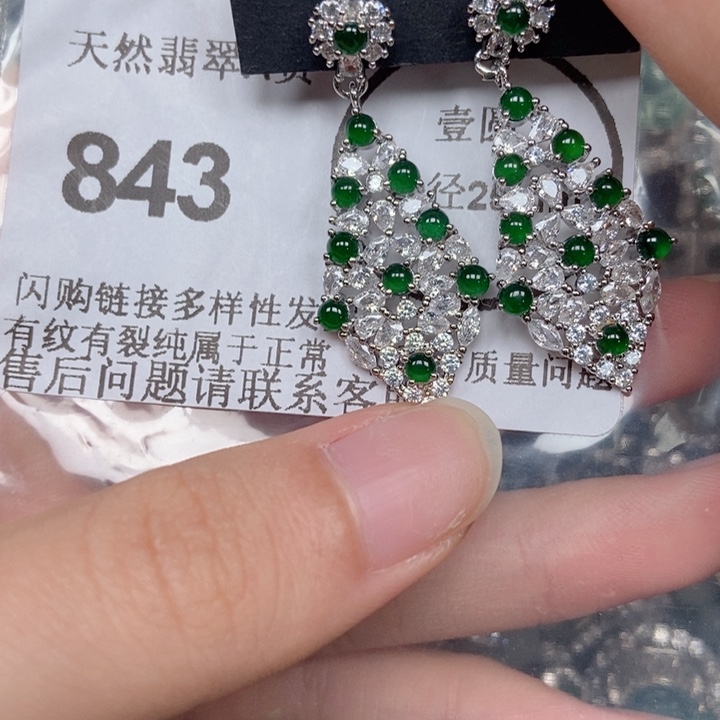 天然翡翠
843
壹圆
径2
闪购链接多样性发
有纹有裂纯属于正常 质量问题
售后问题请联系客